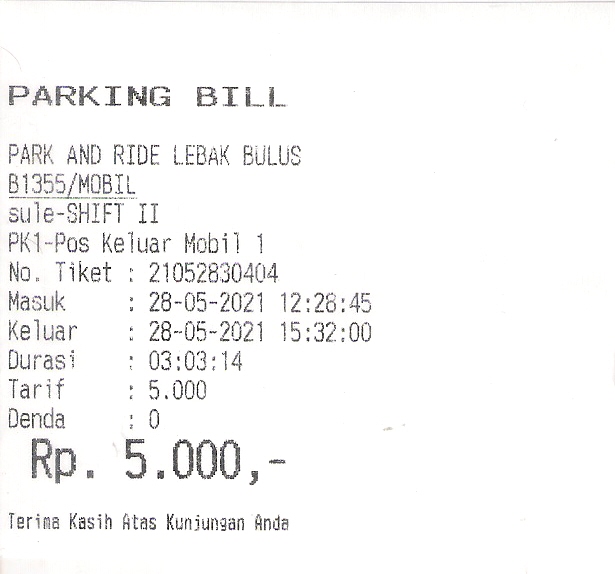 PARKING BILL
PARK AND RIDE LEBAK BULUS
B1355/MOBIL
sule-SHIFT II
PK1-Pos Keluar Mobil 1
No. Tiket : 21052830404
Masuk : 28-05-2021 12:28:45
Keluar : 28-05-2021 15:32:00
Durasi : 03:03:14
Tarif : 5.000
Denda : 0
Rp. 5.000,-
Terima Kasih Atas Kunjungan Anda